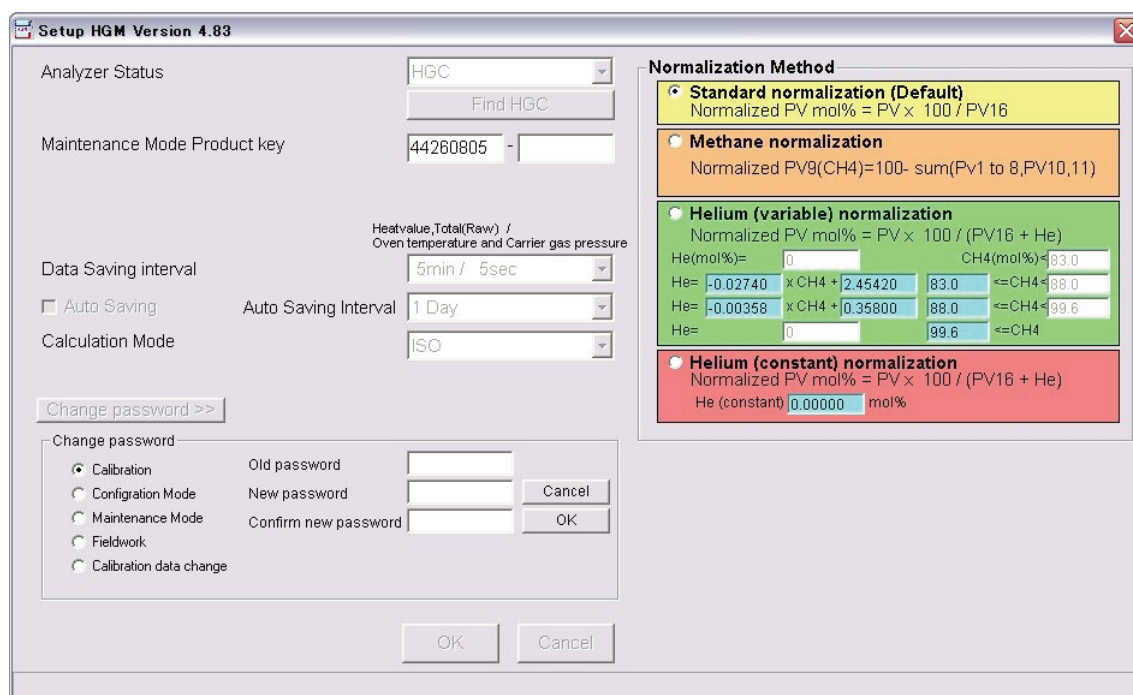 Setup HGM Version 4.83
Analyzer Status
HGC
Find HGC
Maintenance Mode Product key
44260805 -
Heatvalue,Total(Raw) /
Oven temperature and Carrier gas pressure
Data Saving interval
5min / 5sec
Auto Saving
Auto Saving Interval
1 Day
Calculation Mode
ISO
Change password >>
Change password
Calibration
Configration Mode
Maintenance Mode
Fieldwork
Calibration data change
Old password
New password
Cancel
Confirm new password
OK
OK
Cancel
Normalization Method
Standard normalization (Default)
Normalized PV mol% = PV x 100 / PV16
Methane normalization
Normalized PV9(CH4)=100- sum(Pv1 to 8,PV10,11)
Helium (variable) normalization
Normalized PV mol% = PV x 100 / (PV16 + He)
He(mol%)= 0 CH4(mol%)< 83.0
He= -0.02740 x CH4 + 2.45420 83.0 <=CH4< 88.0
He= -0.00358 x CH4 + 0.35800 88.0 <=CH4< 99.6
He= 0 99.6 <=CH4
Helium (constant) normalization
Normalized PV mol% = PV x 100 / (PV16 + He)
He (constant) 0.00000 mol%